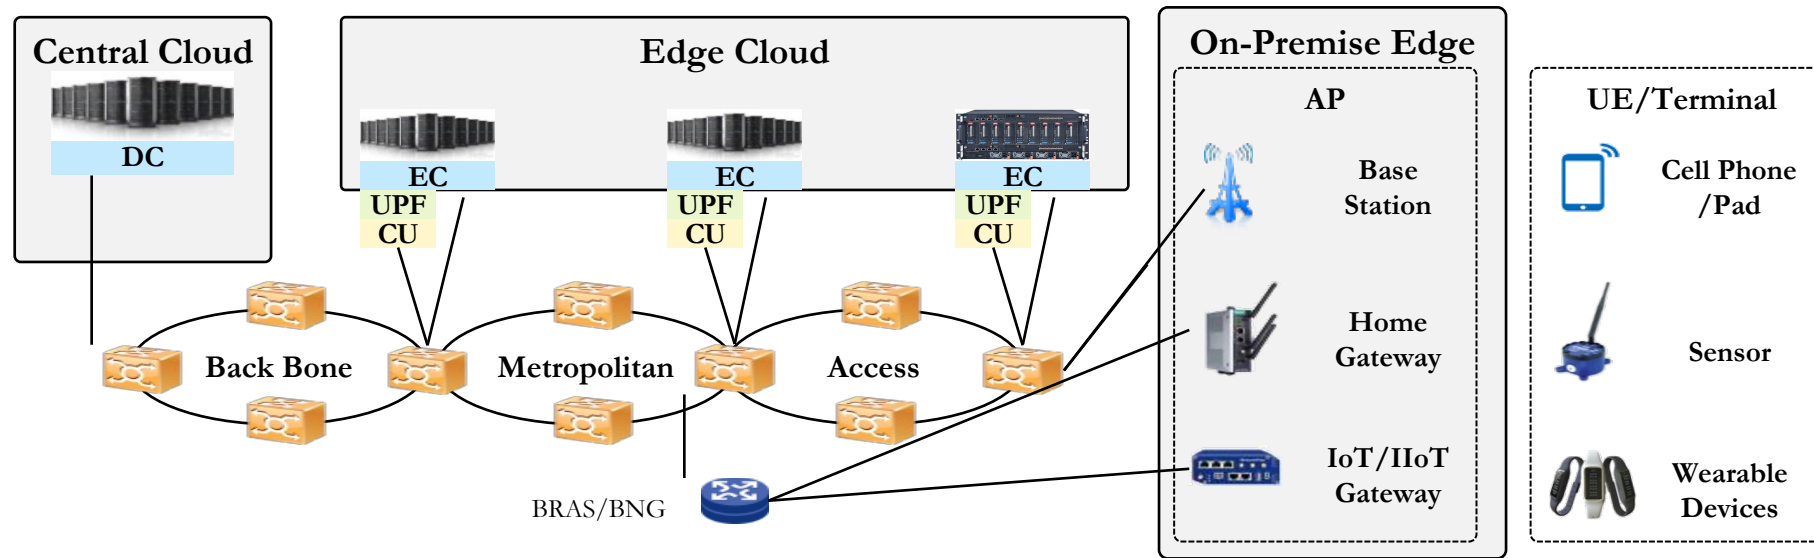 Central Cloud
DC
Edge Cloud
EC
UPF
CU
EC
UPF
CU
EC
UPF
CU
Back Bone
Metropolitan
Access
BRAS/BNG
On-Premise Edge
AP
Base
Station
Home
Gateway
IoT/IIoT
Gateway
UE/Terminal
Cell Phone
/Pad
Sensor
Wearable
Devices